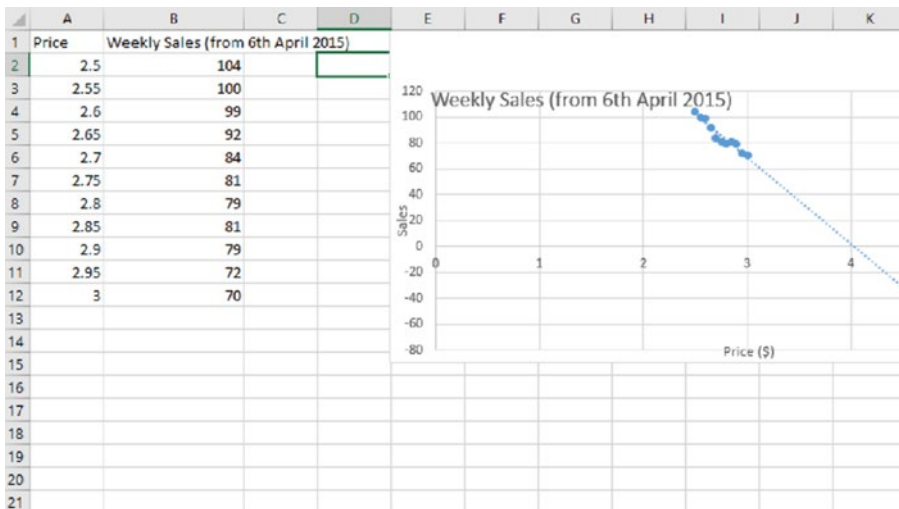 A B C D E F G H I J K
1 Price Weekly Sales (from 6th April 2015)
2 2.5 104
3 2.55 100
4 2.6 99
5 2.65 92
6 2.7 84
7 2.75 81
8 2.8 79
9 2.85 81
10 2.9 79
11 2.95 72
12 3 70
13
14
15
16
17
18
19
20
21
Weekly Sales (from 6th April 2015)
120
100
80
60
40
20
0
-20
-40
-60
-80
Sales
0 1 2 3 4
Price ($)